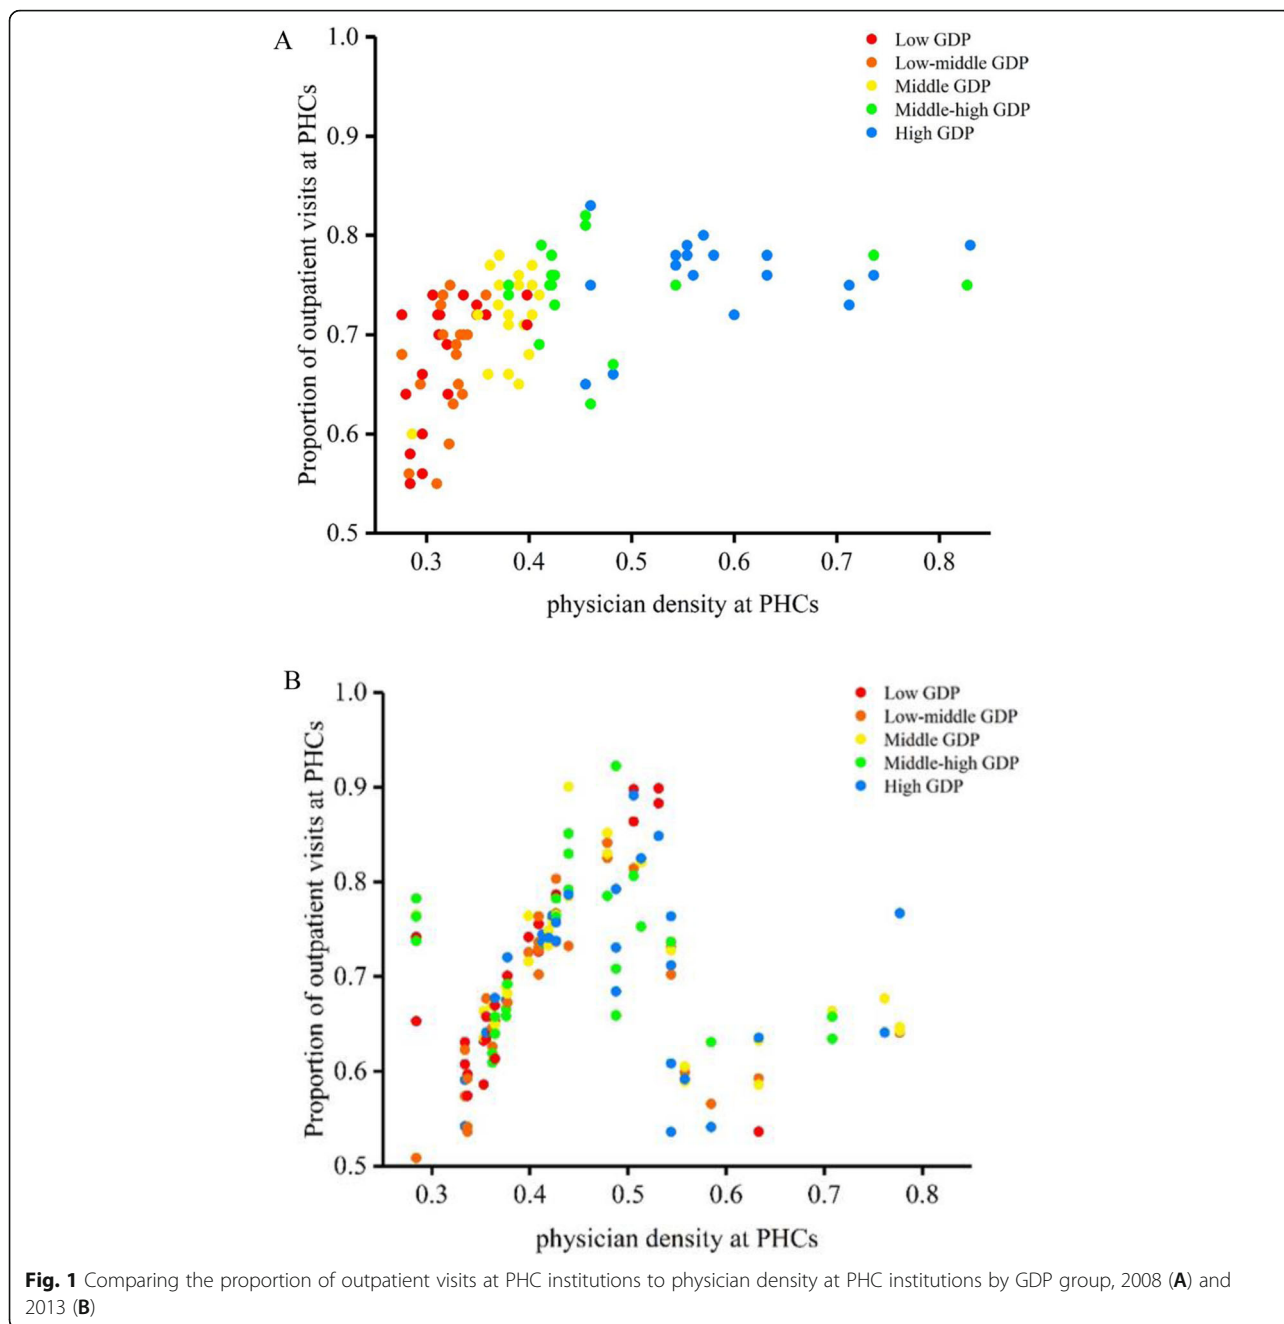 A
1.0
0.9
0.8
0.7
0.6
0.5
Proportion of outpatient visits at PHCs
Low GDP
Low-middle GDP
Middle GDP
Middle-high GDP
High GDP
0.3 0.4 0.5 0.6 0.7 0.8
physician density at PHCs
B
1.0
0.9
0.8
0.7
0.6
0.5
Proportion of outpatient visits at PHCs
Low GDP
Low-middle GDP
Middle GDP
Middle-high GDP
High GDP
0.3 0.4 0.5 0.6 0.7 0.8
physician density at PHCs
Fig. 1 Comparing the proportion of outpatient visits at PHC institutions to physician density at PHC institutions by GDP group, 2008 (A) and
2013 (B)